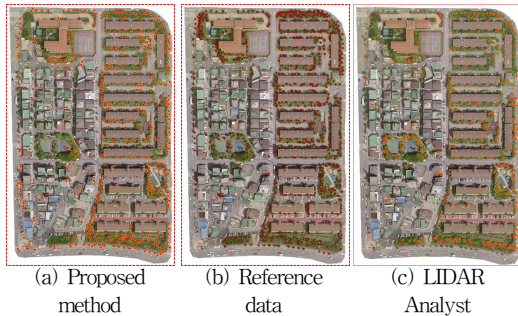 (a) Proposed method
(b) Reference data
(c) LIDAR Analyst